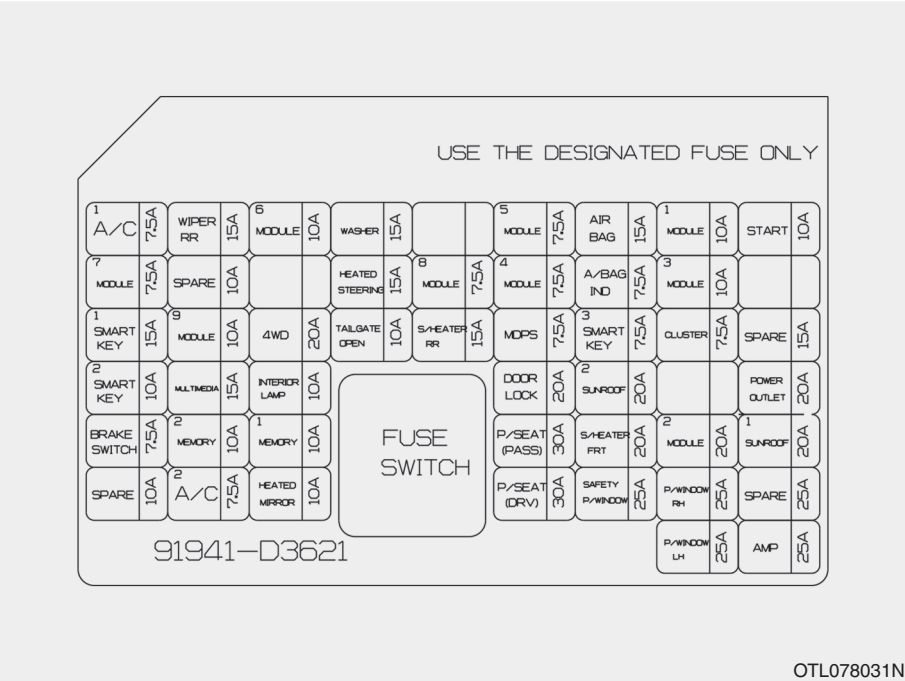 USE THE DESIGNATED FUSE ONLY
1 A/C 7.5A WIPER RR 15A 6 MODULE 10A WASHER 15A 5 MODULE 7.5A AIR BAG 15A 1 MODULE 10A START 10A
7 MODULE 7.5A SPARE 10A HEATED STEERING 15A 8 MODULE 7.5A 4 MODULE 7.5A A/BAG IND 7.5A 3 MODULE 10A
1 SMART KEY 15A 9 MODULE 10A 4WD 20A TAILGATE OPEN 10A S/HEATER RR 15A MDPS 7.5A 3 SMART KEY 7.5A CLUSTER 7.5A SPARE 15A
2 SMART KEY 10A MULTIMEDIA 15A INTERIOR LAMP 10A DOOR LOCK 20A 2 SUNROOF 20A POWER OUTLET 20A
BRAKE SWITCH 7.5A 2 MEMORY 10A 1 MEMORY 10A FUSE SWITCH P/SEAT (PASS) 30A S/HEATER FRT 20A 2 MODULE 20A 1 SUNROOF 20A
SPARE 10A 2 A/C 7.5A HEATED MIRROR 10A P/SEAT (DRV) 30A SAFETY P/WINDOW 25A P/WINDOW RH 25A SPARE 25A
91941-D3621 P/WINDOW LH 25A AMP 25A
OTL078031N